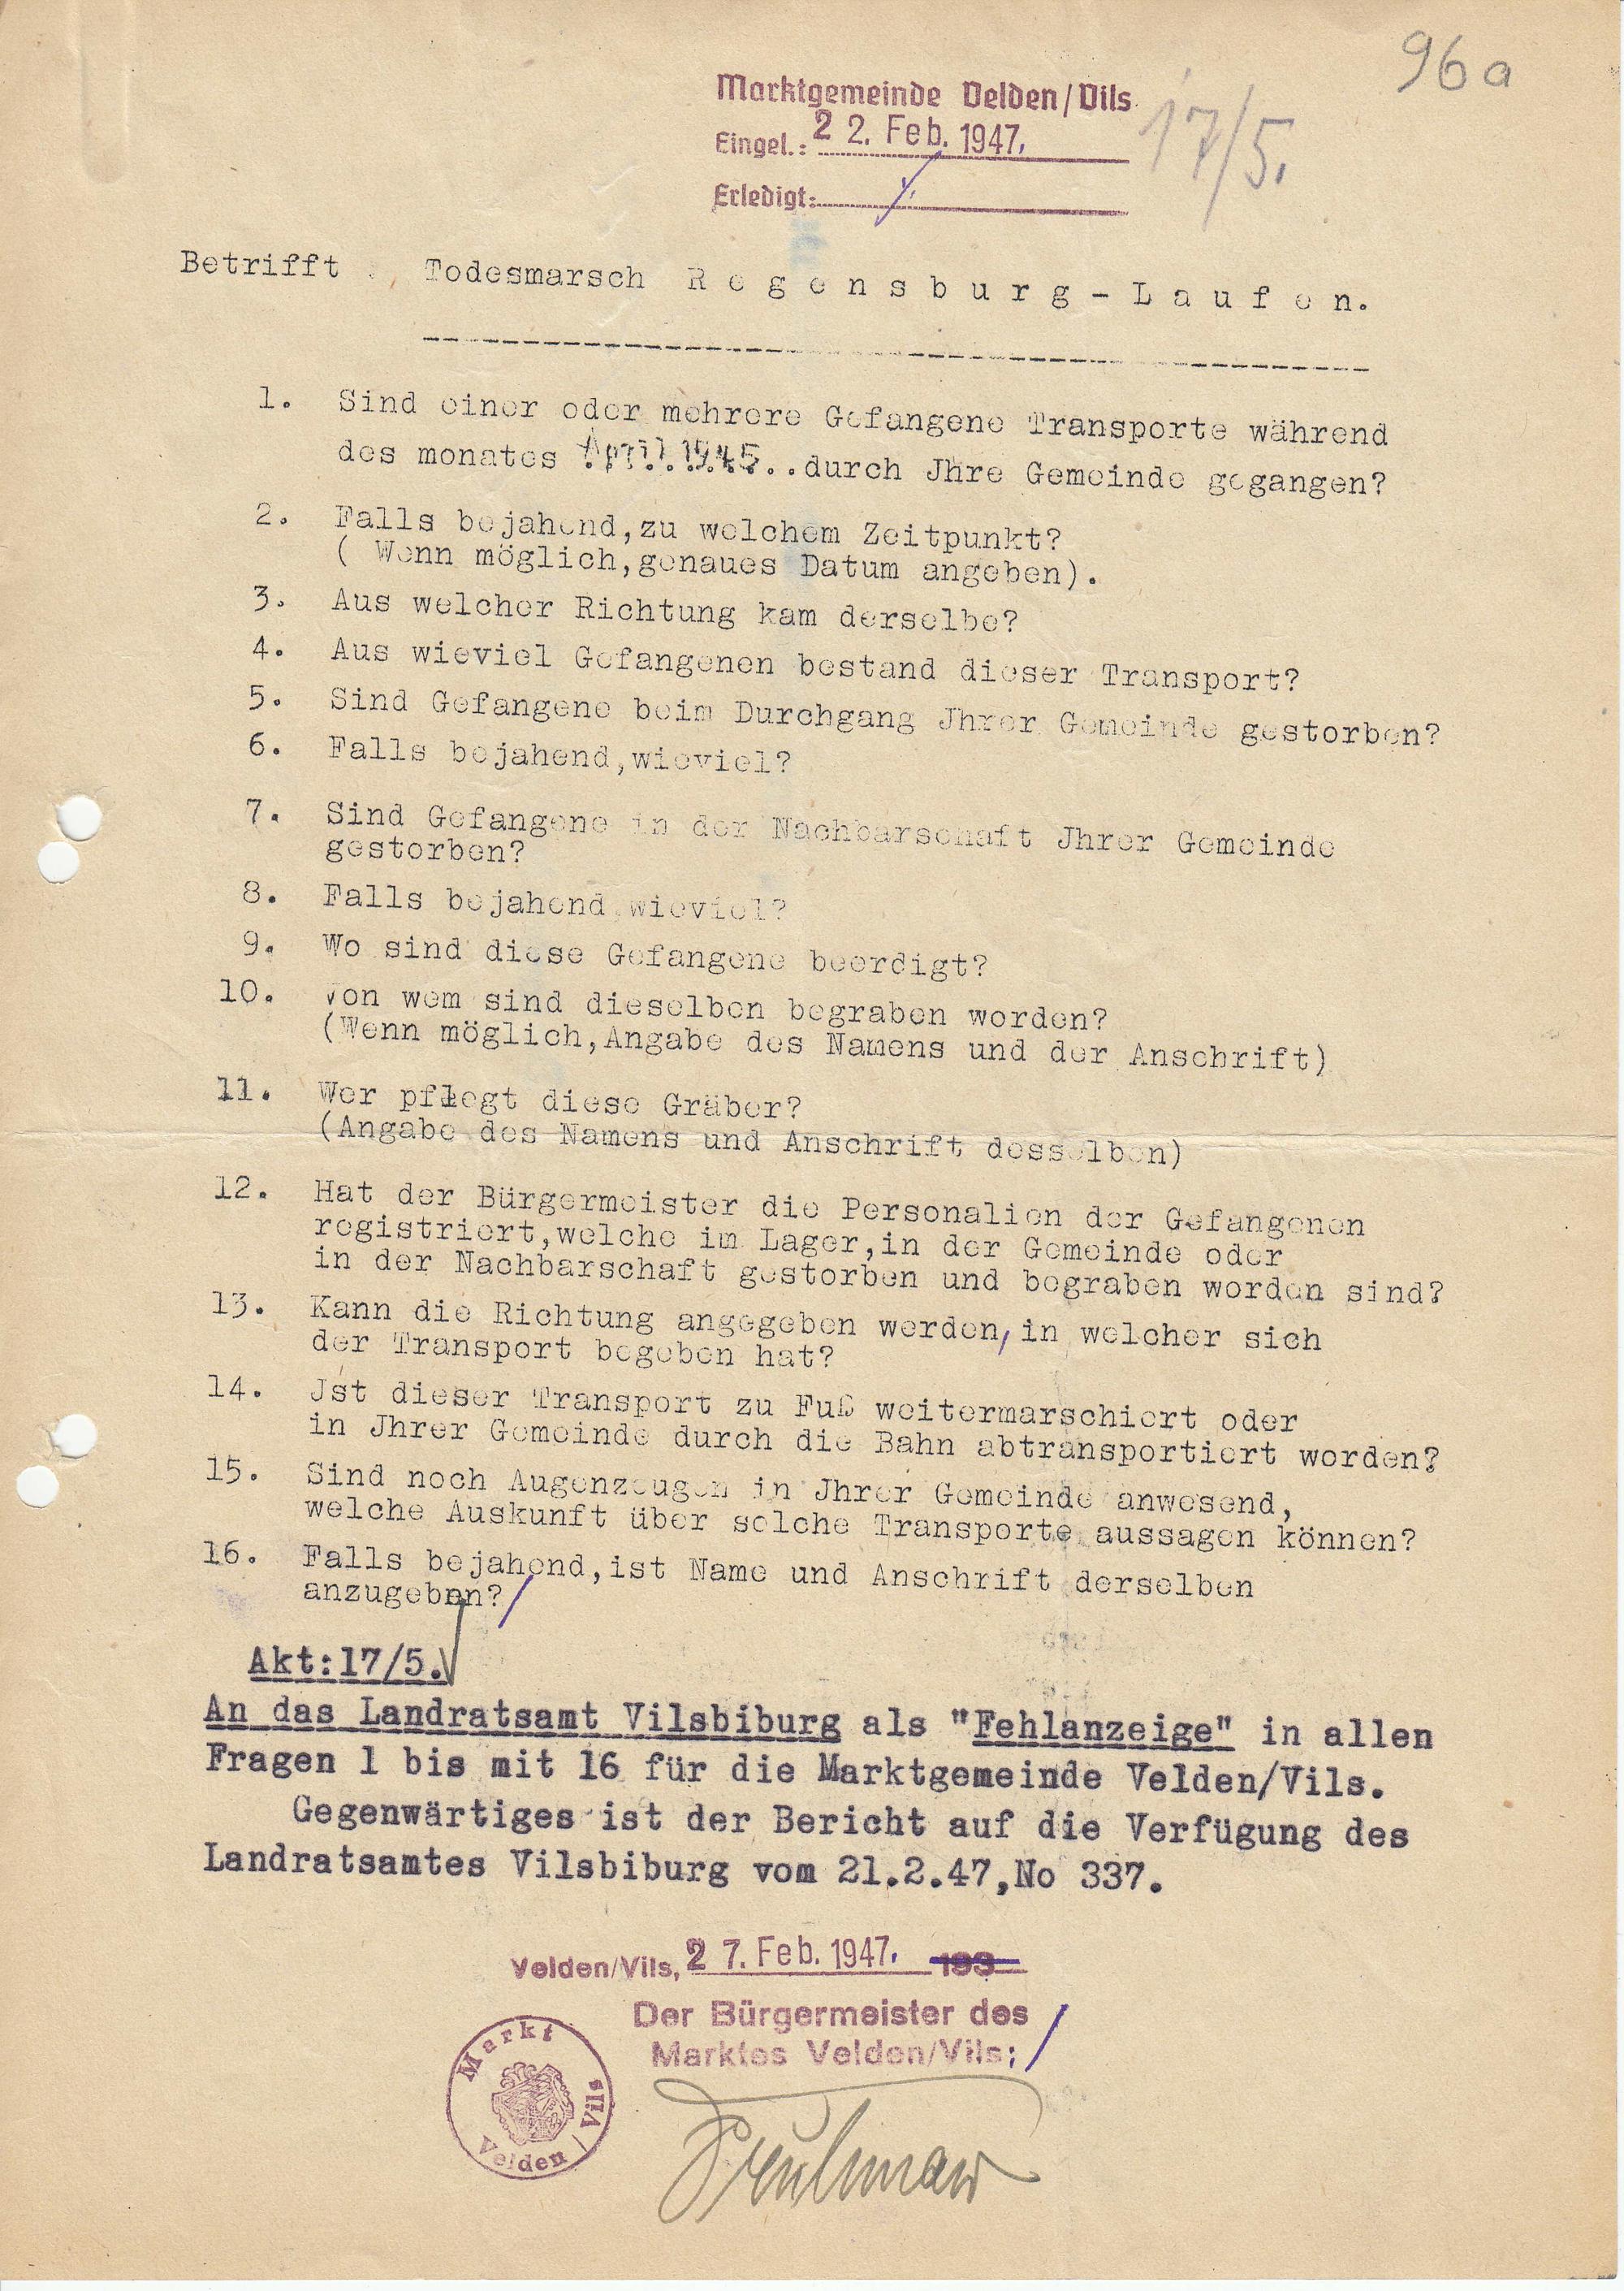 96a
Marktgemeinde Velden/Vils
17/5.
Eingel.: 22. Feb. 1947.
Erledigt:
Betrifft : Todesmarsch R e g e n s b u r g - L a u f e n.
1. Sind einer oder mehrere Gefangene Transporte während
des monates April 1945...durch Jhre Gemeinde gegangen?
2. Falls bejahend,zu welchem Zeitpunkt?
( Wenn möglich,genaues Datum angeben).
3. Aus welcher Richtung kam derselbe?
4. Aus wieviel Gefangenen bestand dieser Transport?
5. Sind Gefangene beim Durchgang Jhrer Gemeinde gestorben?
6. Falls bejahend,wieviel?
7. Sind Gefangene in der Nachbarschaft Jhrer Gemeinde
gestorben?
8. Falls bejahend,wieviel?
9. Wo sind diese Gefangene beerdigt?
10. Von wem sind dieselben begraben worden?
(Wenn möglich,Angabe des Namens und der Anschrift)
11. Wer pflegt diese Gräber?
(Angabe des Namens und Anschrift desselben)
12. Hat der Bürgermeister die Personalien der Gefangenen
registriert,welche im Lager,in der Gemeinde oder
in der Nachbarschaft gestorben und begraben worden sind?
13. Kann die Richtung angegeben werden,in welcher sich
der Transport begeben hat?
14. Jst dieser Transport zu Fuß weitermarschiert oder
in Jhrer Gemeinde durch die Bahn abtransportiert worden?
15. Sind noch Augenzeugen in Jhrer Gemeinde anwesend,
welche Auskunft über solche Transporte aussagen können?
16. Falls bejahend,ist Name und Anschrift derselben
anzugeben?
Akt:17/5.
An das Landratsamt Vilsbiburg als "Fehlanzeige" in allen
Fragen 1 bis mit 16 für die Marktgemeinde Velden/Vils.
Gegenwärtiges ist der Bericht auf die Verfügung des
Landratsamtes Vilsbiburg vom 21.2.47,No 337.
Velden/Vils, 27. Feb. 1947. 193
Der Bürgermeister des
Marktes Velden/Vils:
Markt Velden / Vils